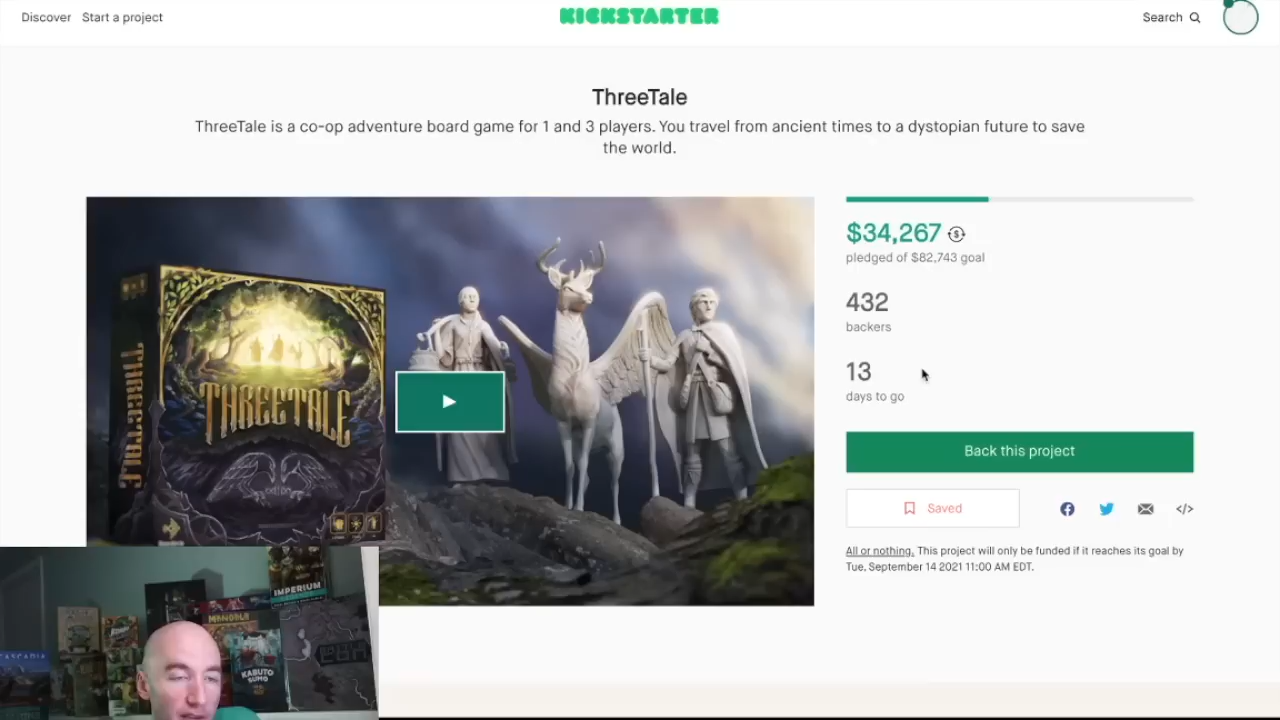 Discover Start a project
KICKSTARTER
Search
ThreeTale
ThreeTale is a co-op adventure board game for 1 and 3 players. You travel from ancient times to a dystopian future to save
the world.
$34,267
pledged of $82,743 goal
432
backers
13
days to go
Back this project
Saved
</>
All or nothing. This project will only be funded if it reaches its goal by
Tue, September 14 2021 11:00 AM EDT.
THREETALE
THREETALE
IMPERIUM
MANDALA
CASCADIA
KABUTO
SUMO